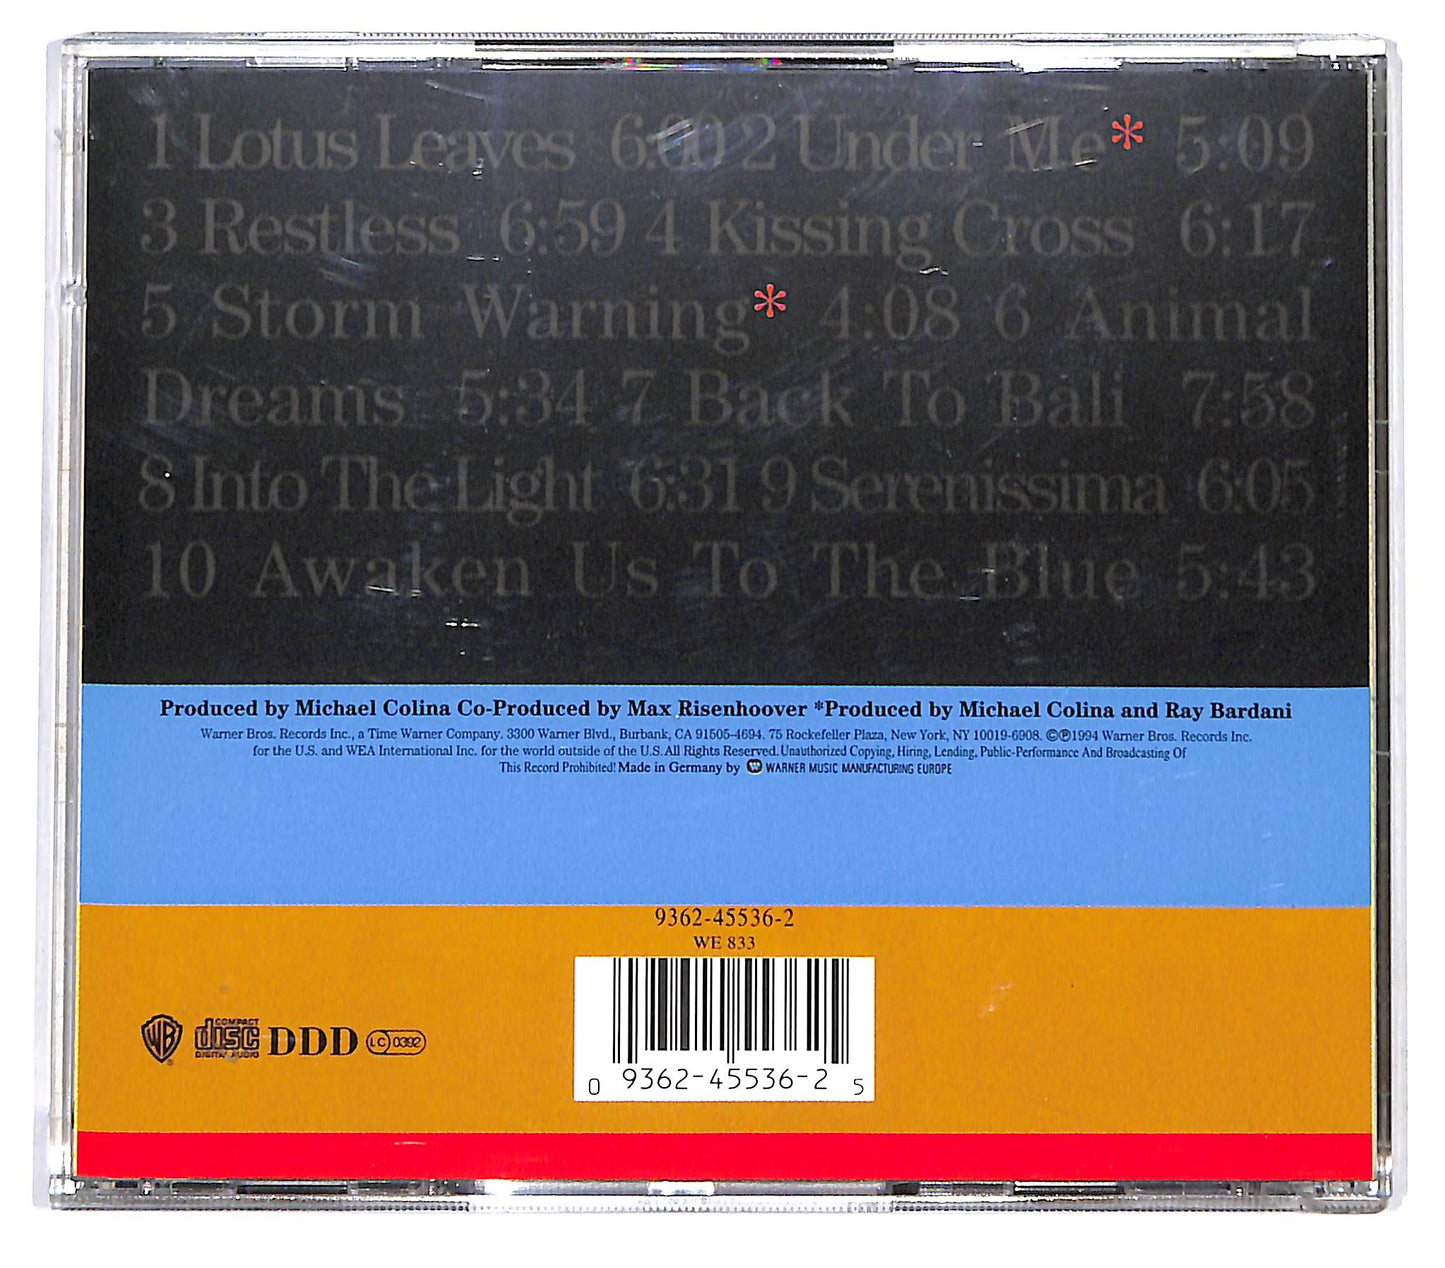 1 Lotus Leaves 6:00 2 Under Me* 5:09
3 Restless 6:59 4 Kissing Cross 6:17
5 Storm Warning* 4:08 6 Animal
Dreams 5:34 7 Back To Bali 7:58
8 Into The Light 6:31 9 Serenissima 6:05
10 Awaken Us To The Blue 5:43
Produced by Michael Colina Co-Produced by Max Risenhoover *Produced by Michael Colina and Ray Bardani
Warner Bros. Records Inc., a Time Warner Company. 3300 Warner Blvd., Burbank, CA 91505-4694. 75 Rockefeller Plaza, New York, NY 10019-6908. ©℗1994 Warner Bros. Records Inc.
for the U.S. and WEA International Inc. for the world outside of the U.S. All Rights Reserved. Unauthorized Copying, Hiring, Lending, Public-Performance And Broadcasting Of
This Record Prohibited! Made in Germany by WARNER MUSIC MANUFACTURING EUROPE
9362-45536-2
WE 833
WB ® COMPACT disc DIGITAL AUDIO DDD LC 0392
0 9362-45536-2 5